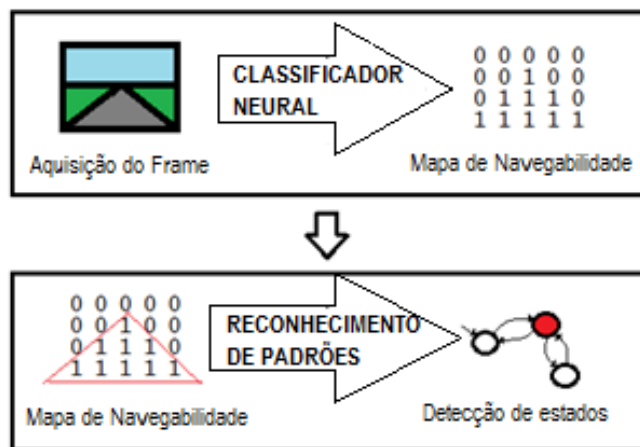 CLASSIFICADOR
NEURAL
0 0 0 0 0
0 0 1 0 0
0 1 1 1 0
1 1 1 1 1
Aquisição do Frame
Mapa de Navegabilidade
0 0 0 0 0
0 0 1 0 0
0 1 1 1 0
1 1 1 1 1
RECONHECIMENTO
DE PADRÕES
Mapa de Navegabilidade
Detecção de estados